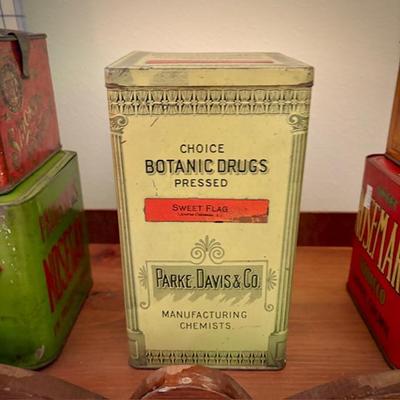 CHOICE
BOTANIC DRUGS
PRESSED
SWEET FLAG
PARKE, DAVIS & CO.
MANUFACTURING
CHEMISTS.